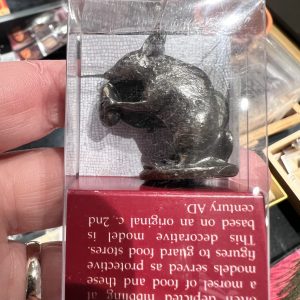 often depicted nibbling at
a morsel of food and these
models served as protective
figures to guard food stores.
This decorative model is
based on an original c. 2nd
century AD.